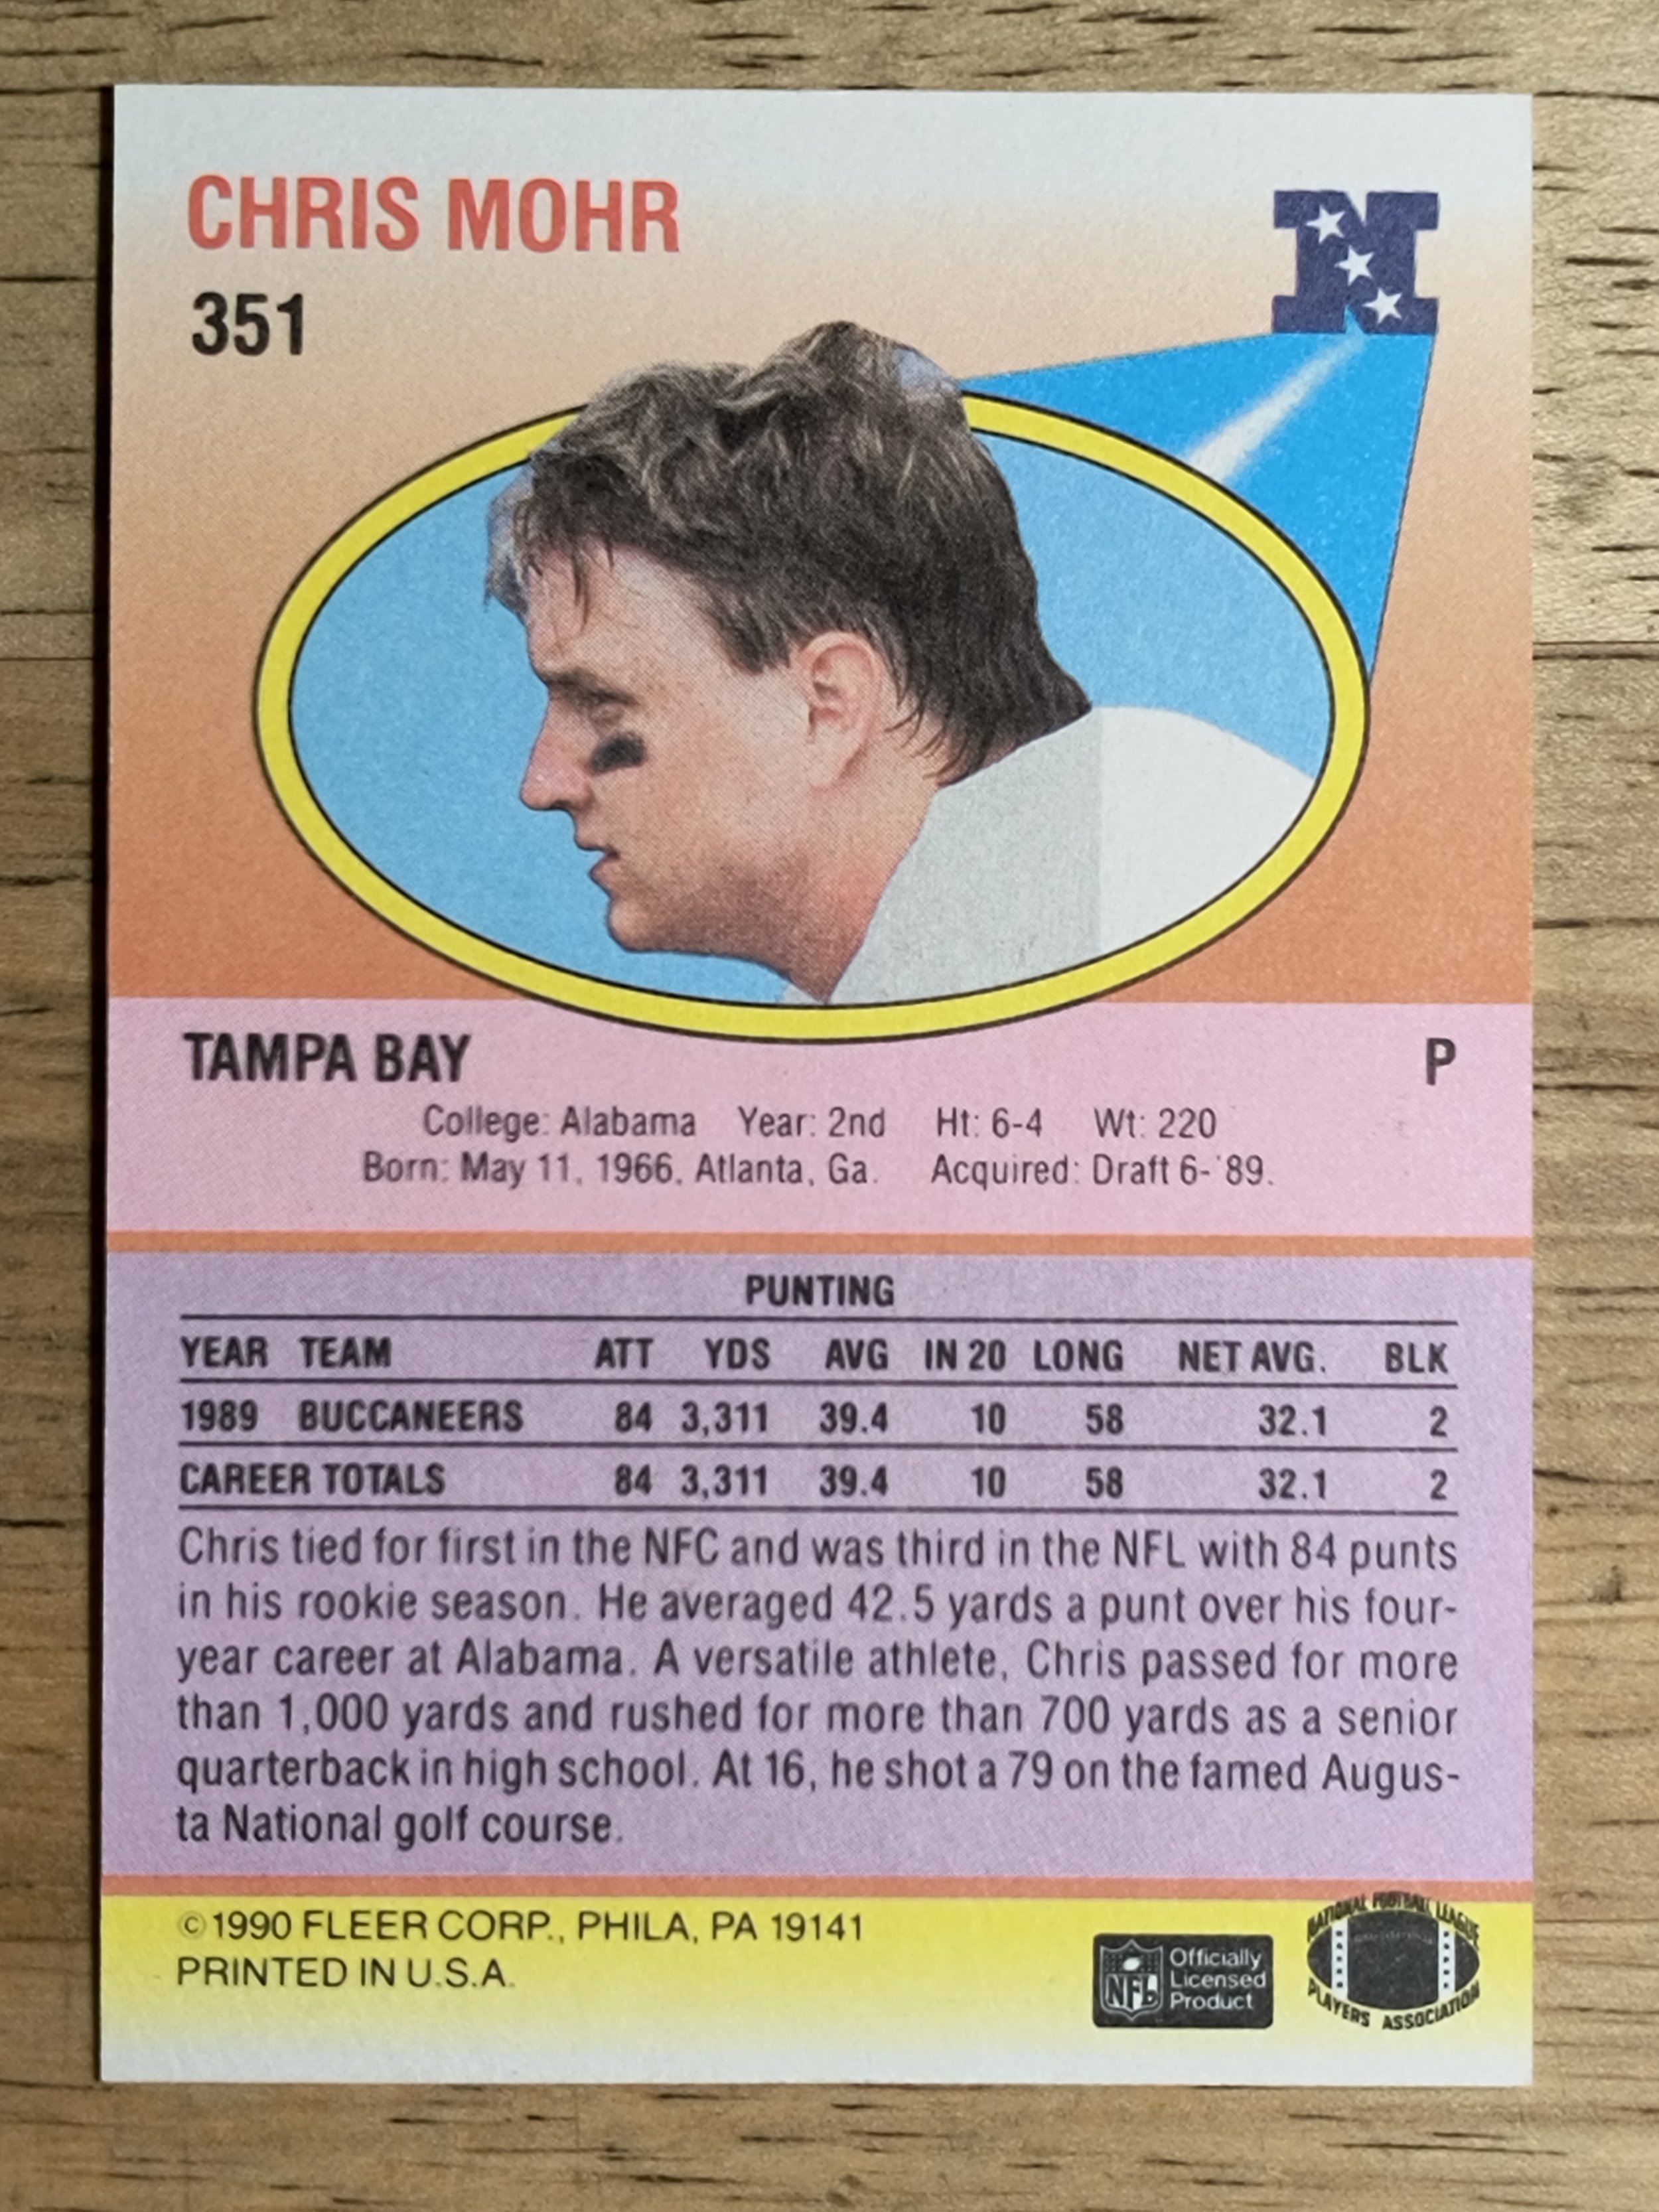 CHRIS MOHR
351
N
TAMPA BAY P
College: Alabama Year: 2nd Ht: 6-4 Wt: 220
Born: May 11, 1966, Atlanta, Ga. Acquired: Draft 6-'89.
PUNTING
YEAR TEAM ATT YDS AVG IN 20 LONG NET AVG. BLK
1989 BUCCANEERS 84 3,311 39.4 10 58 32.1 2
CAREER TOTALS 84 3,311 39.4 10 58 32.1 2
Chris tied for first in the NFC and was third in the NFL with 84 punts
in his rookie season. He averaged 42.5 yards a punt over his four-
year career at Alabama. A versatile athlete, Chris passed for more
than 1,000 yards and rushed for more than 700 yards as a senior
quarterback in high school. At 16, he shot a 79 on the famed Augus-
ta National golf course.
©1990 FLEER CORP., PHILA, PA 19141
PRINTED IN U.S.A.
NFL
Officially
Licensed
Product
NATIONAL FOOTBALL LEAGUE
PLAYERS ASSOCIATION